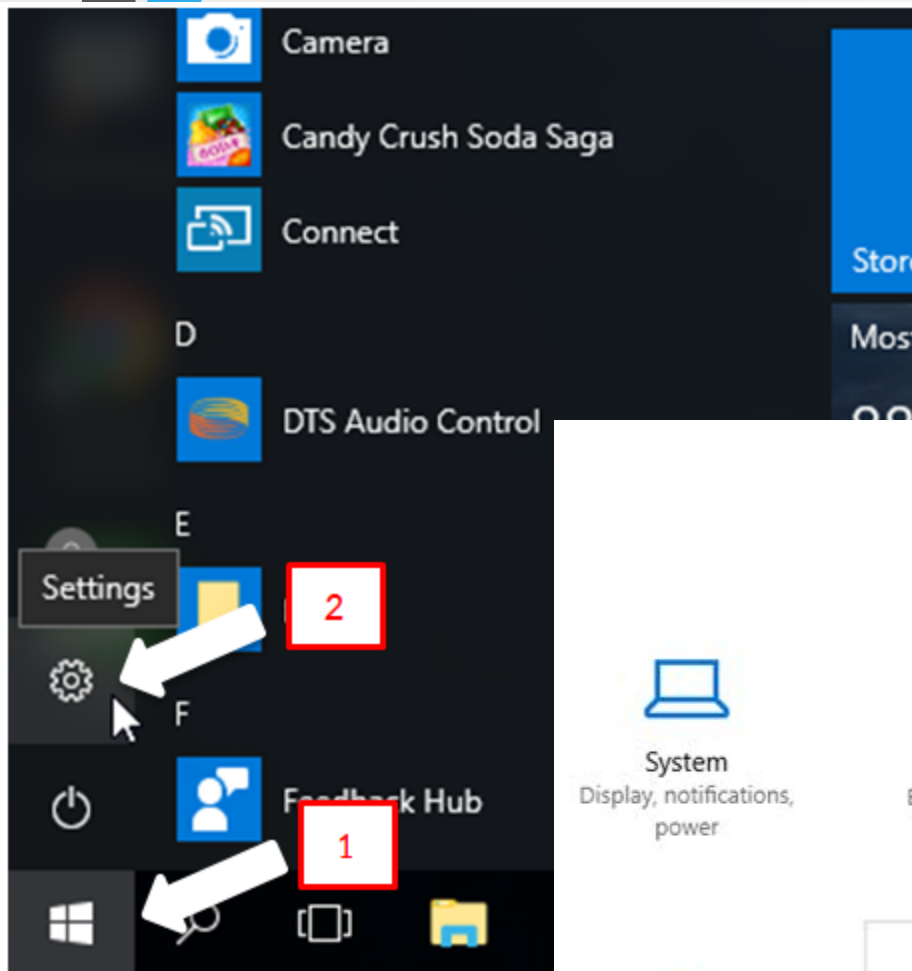 Camera
Candy Crush Soda Saga
Connect
Store
D
Most
DTS Audio Control
E
Settings
2
F
System
Display, notifications,
power
Feedback Hub
1